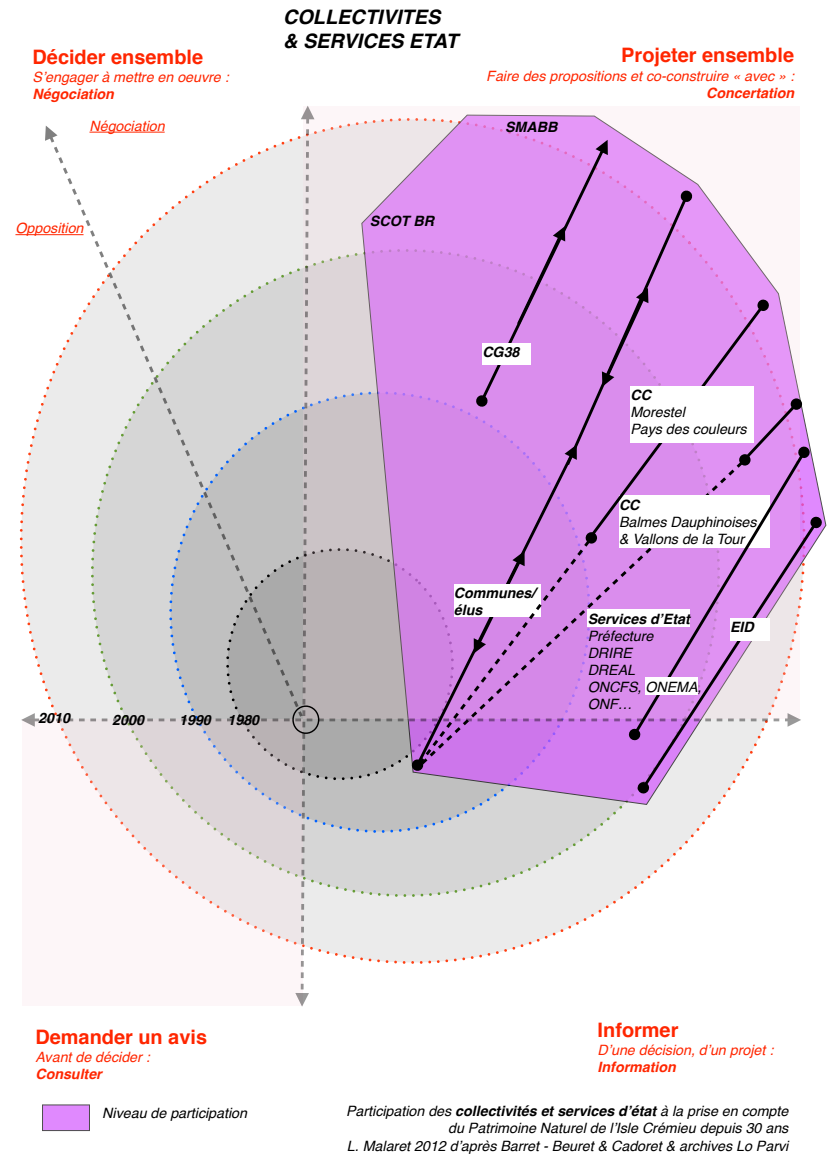 COLLECTIVITES
& SERVICES ETAT
Décider ensemble
S'engager à mettre en oeuvre :
Négociation
Projeter ensemble
Faire des propositions et co-construire « avec » :
Concertation
Négociation
SMABB
Opposition
SCOT BR
CG38
CC
Morestel
Pays des couleurs
CC
Balmes Dauphinoises
& Vallons de la Tour
Communes/
élus
Services d'Etat
Préfecture
DRIRE
DREAL
ONCFS, ONEMA,
ONF...
EID
2010
2000
1990
1980
Demander un avis
Avant de décider :
Consulter
Informer
D'une décision, d'un projet :
Information
Niveau de participation
Participation des collectivités et services d'état à la prise en compte
du Patrimoine Naturel de l'Isle Crémieu depuis 30 ans
L. Malaret 2012 d'après Barret - Beuret & Cadoret & archives Lo Parvi